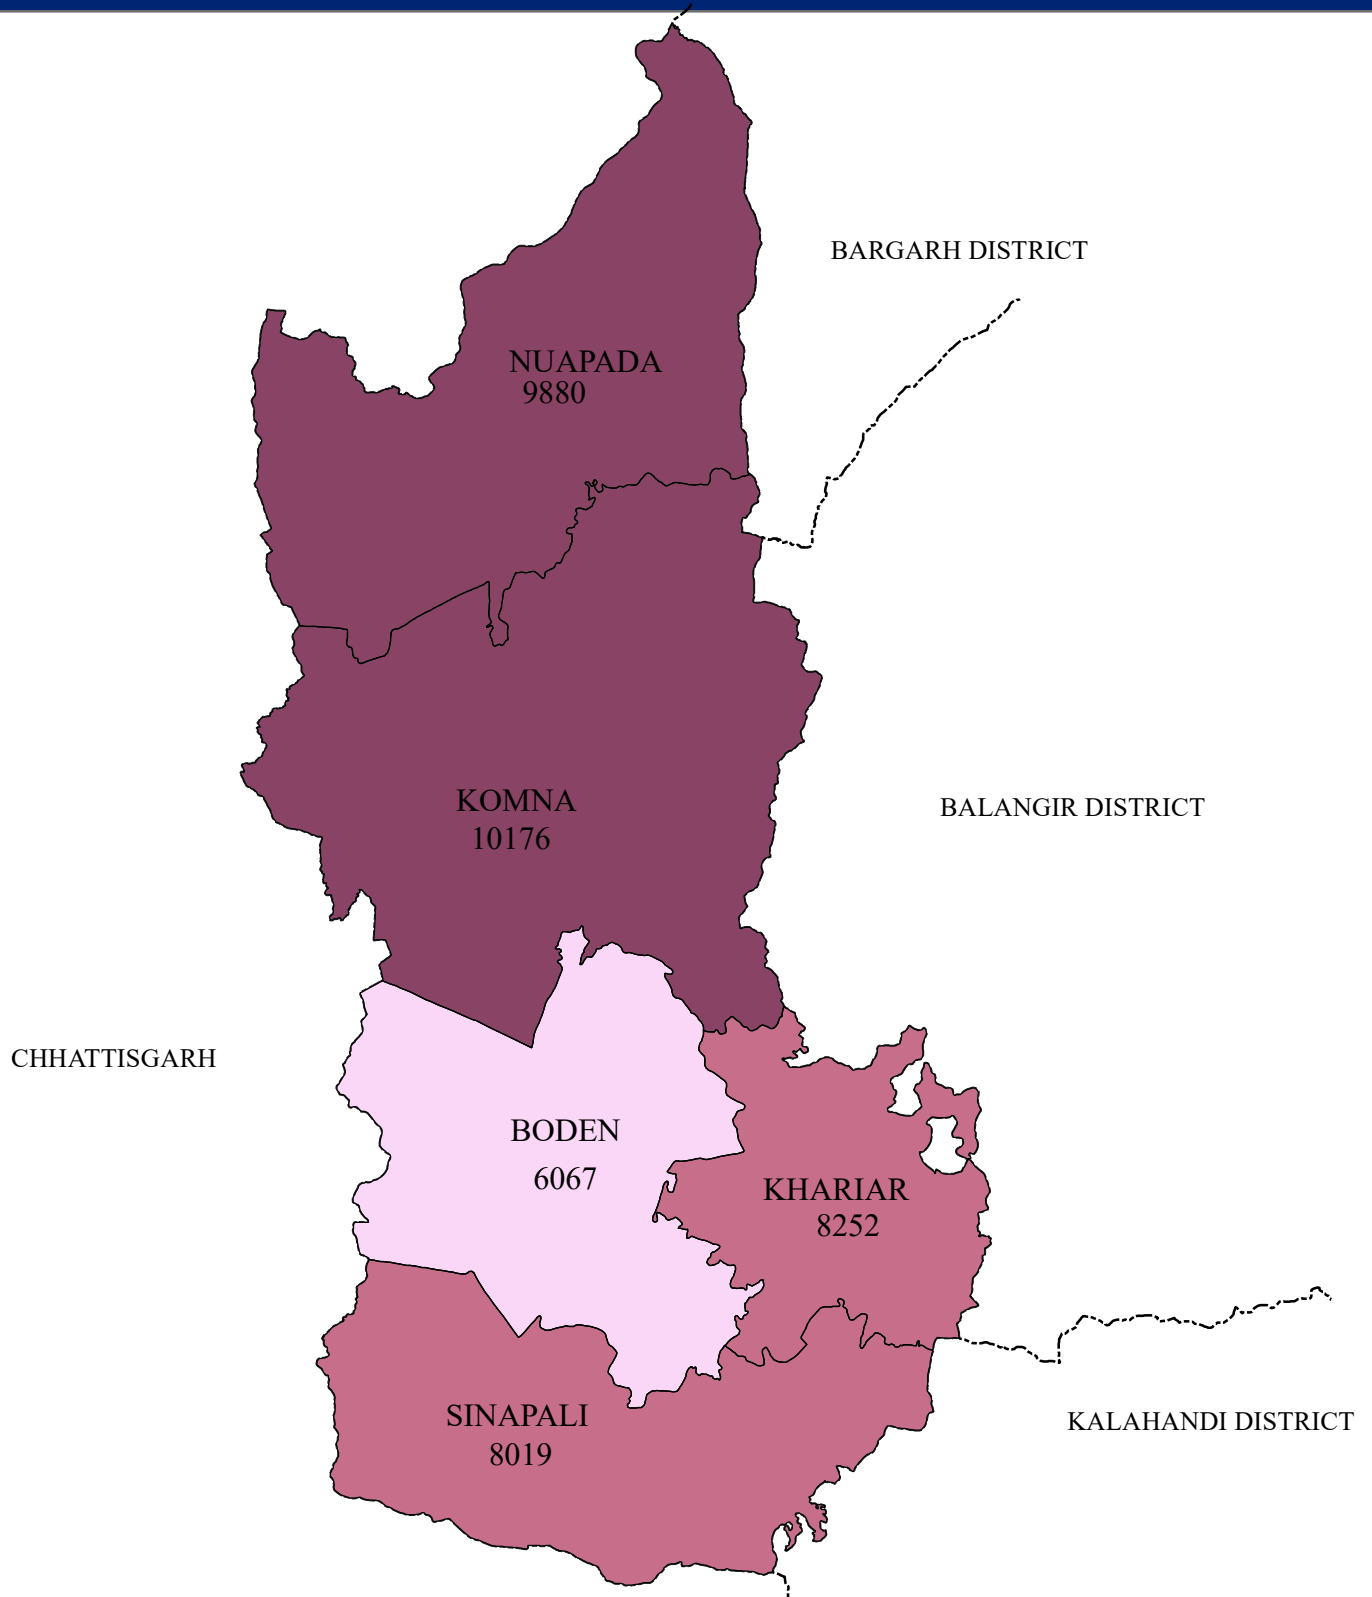 BARGARH DISTRICT
NUAPADA
9880
KOMNA
10176
BALANGIR DISTRICT
CHHATTISGARH
BODEN
6067
KHARIAR
8252
SINAPALI
8019
KALAHANDI DISTRICT